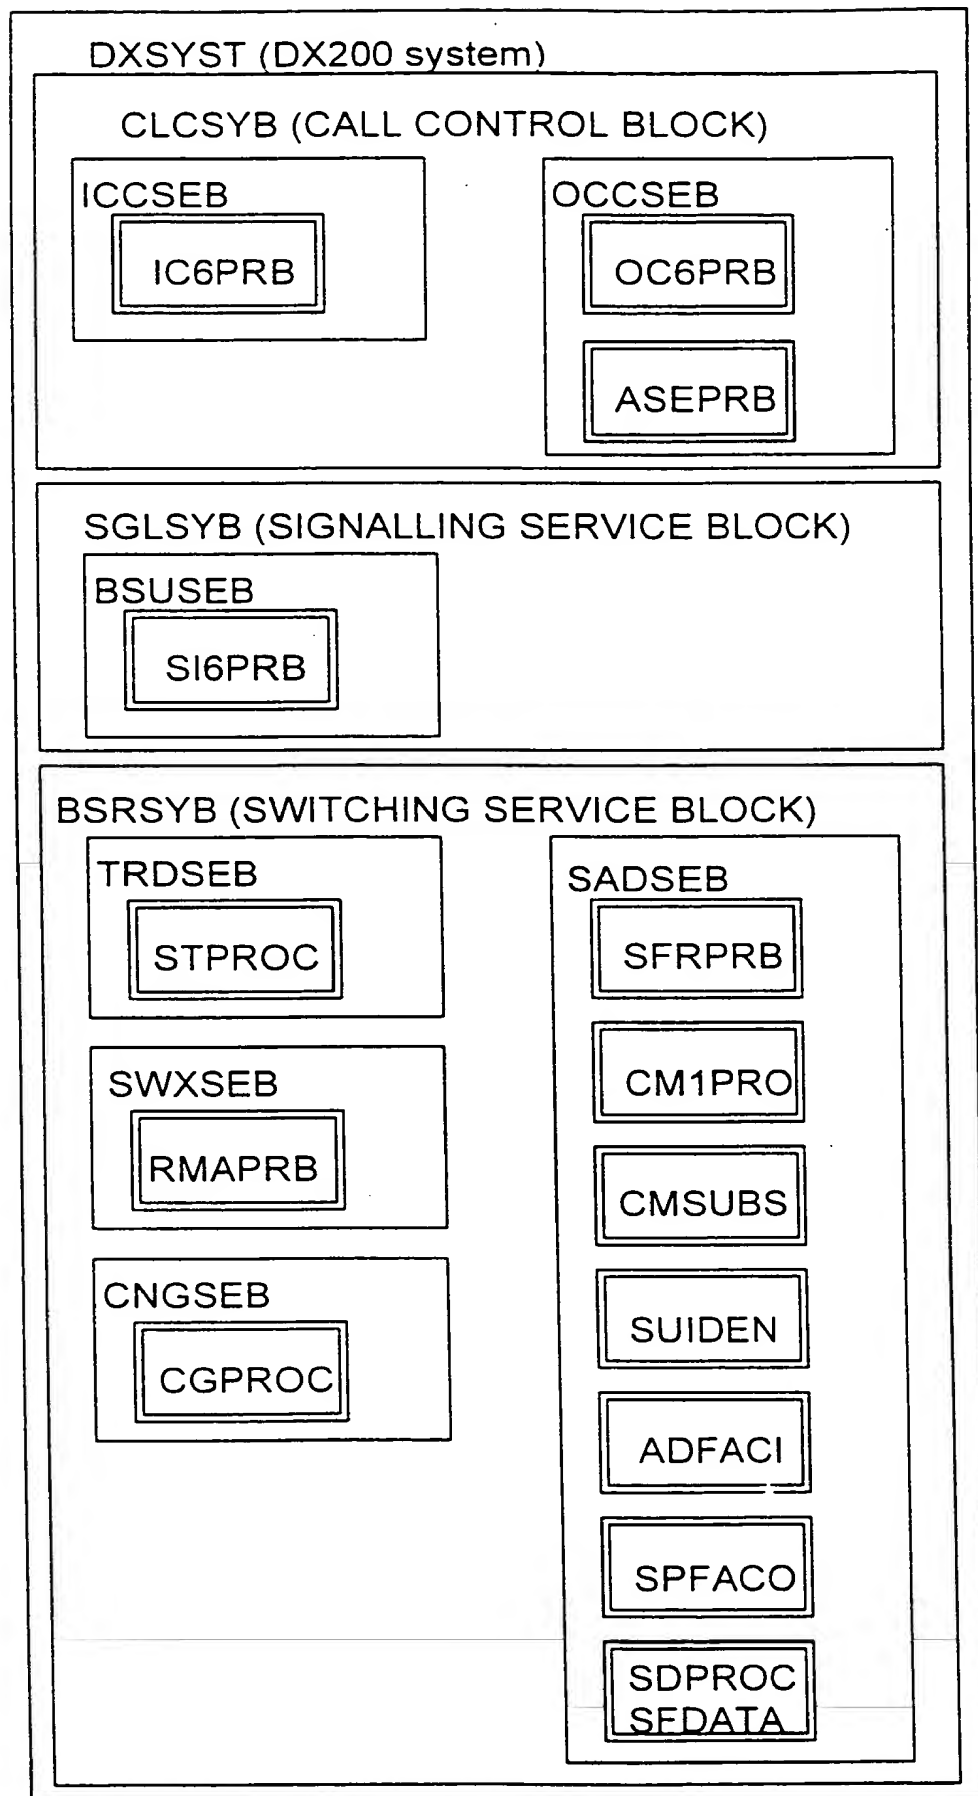 DXSYST (DX200 system)
CLCSYB (CALL CONTROL BLOCK)
ICCSEB
IC6PRB
OCCSEB
OC6PRB
ASEPRB
SGLSYB (SIGNALLING SERVICE BLOCK)
BSUSEB
SI6PRB
BSRSYB (SWITCHING SERVICE BLOCK)
TRDSEB
STPROC
SWXSEB
RMAPRB
CNGSEB
CGPROC
SADSEB
SFRPRB
CM1PRO
CMSUBS
SUIDEN
ADFACI
SPFACO
SDPROC
SFDATA